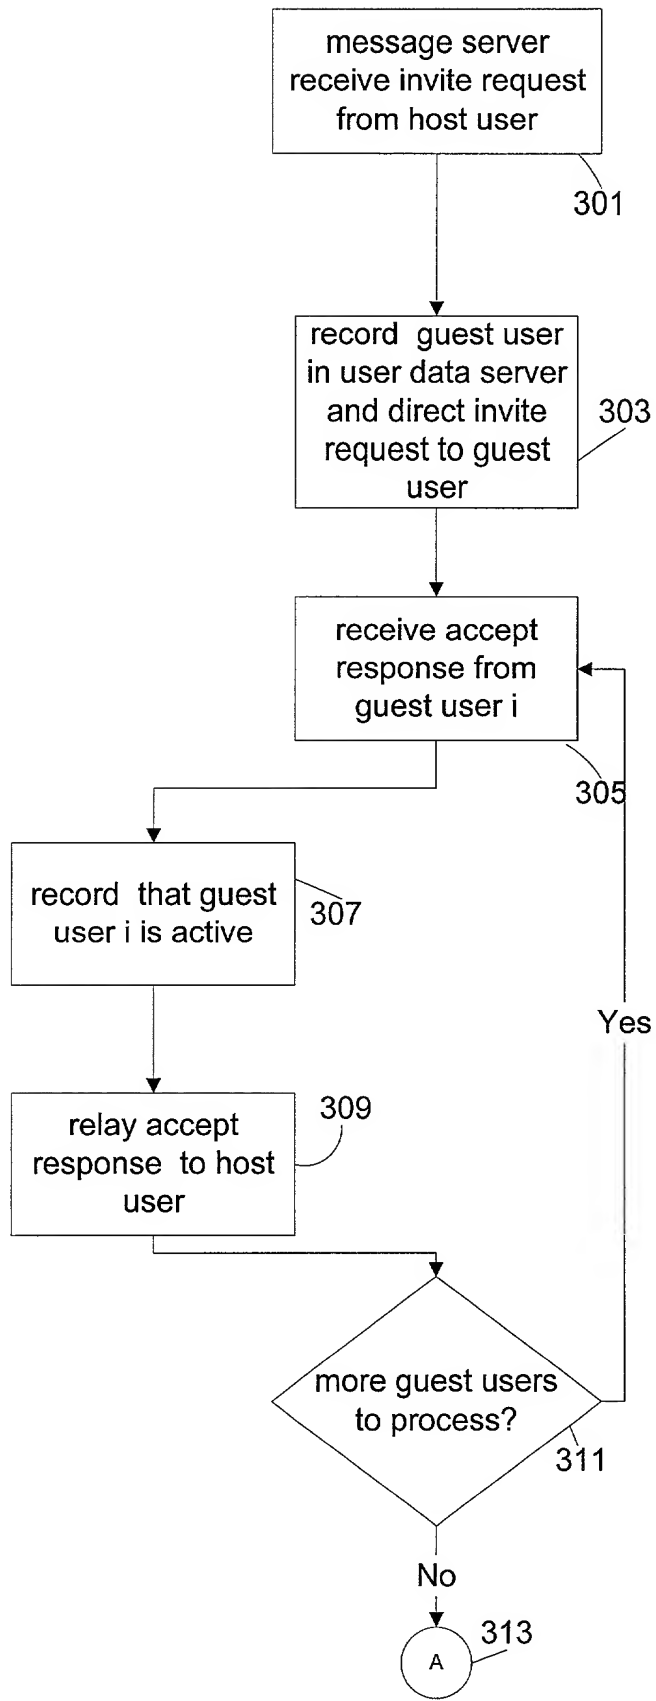 message server
receive invite request
from host user
301
record guest user
in user data server
and direct invite
request to guest
user
303
receive accept
response from
guest user i
305
record that guest
user i is active
307
Yes
relay accept
response to host
user
309
more guest users
to process?
311
No
A
313